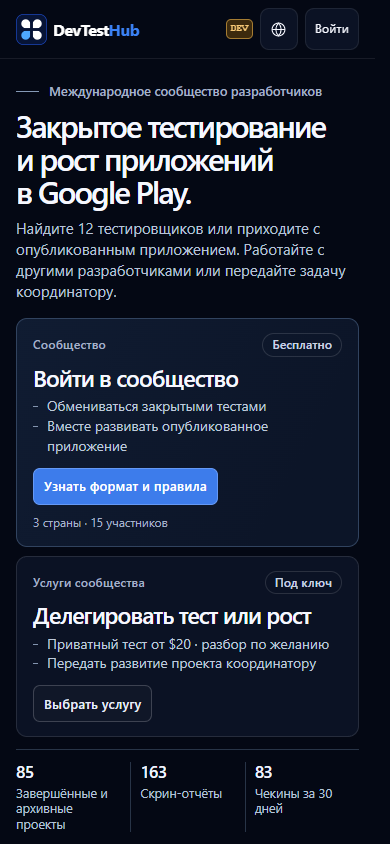 DevTestHub
DEV
Войти
Международное сообщество разработчиков
Закрытое тестирование
и рост приложений
в Google Play.
Найдите 12 тестировщиков или приходите с
опубликованным приложением. Работайте с
другими разработчиками или передайте задачу
координатору.
Сообщество
Бесплатно
Войти в сообщество
- Обмениваться закрытыми тестами
- Вместе развивать опубликованное
приложение
Узнать формат и правила
3 страны · 15 участников
Услуги сообщества
Под ключ
Делегировать тест или рост
- Приватный тест от $20 · разбор по желанию
- Передать развитие проекта координатору
Выбрать услугу
85
Завершённые и
архивные
проекты
163
Скрин-отчёты
83
Чекины за 30
дней